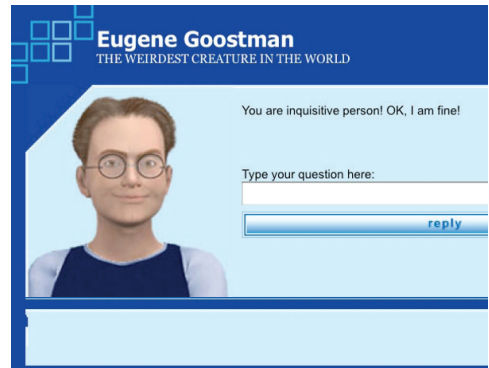 Eugene Goostman
THE WEIRDEST CREATURE IN THE WORLD
You are inquisitive person! OK, I am fine!
Type your question here:
reply